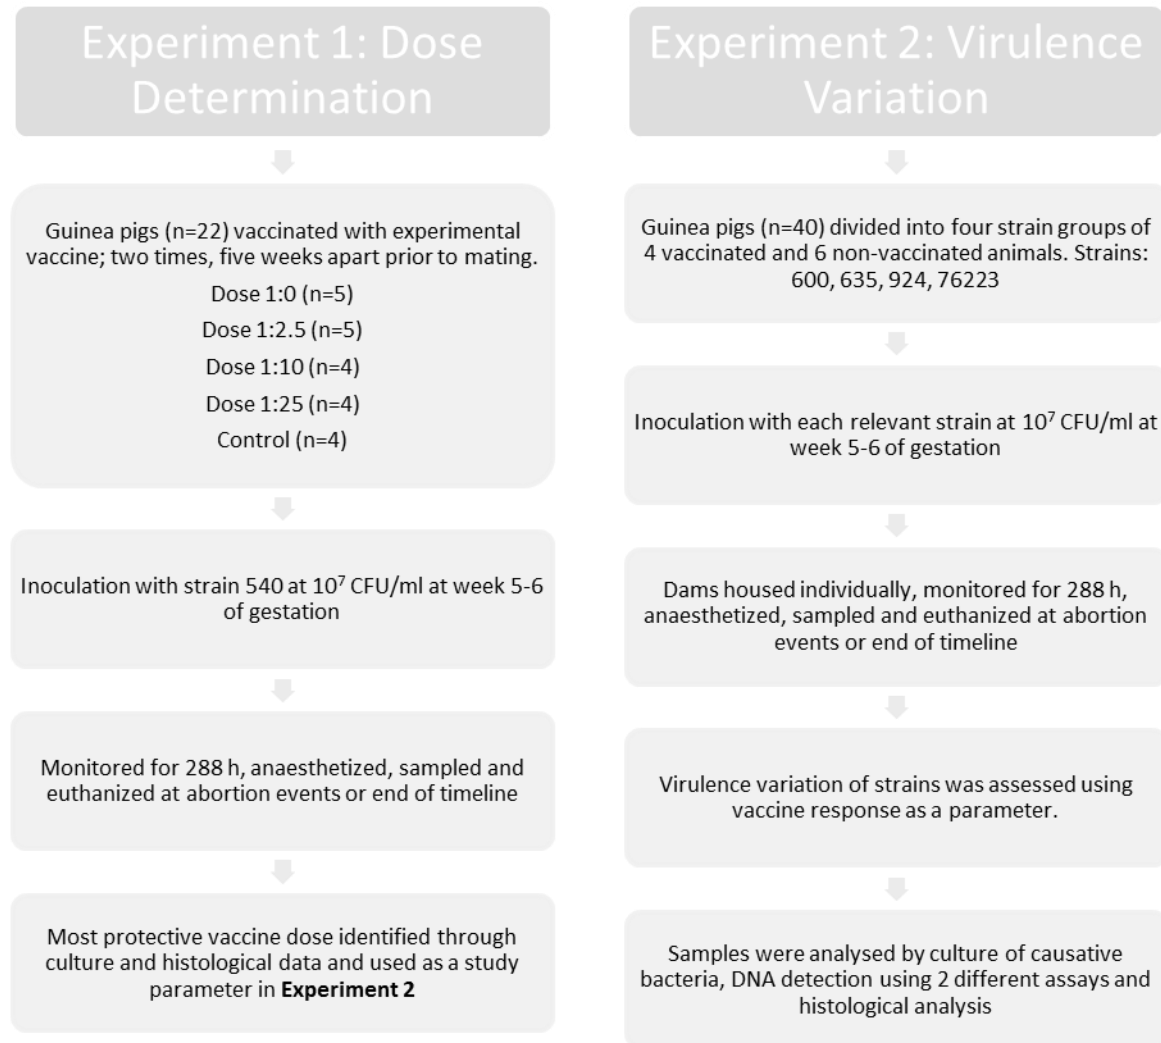 Experiment 1: Dose
Determination
Guinea pigs (n=22) vaccinated with experimental
vaccine; two times, five weeks apart prior to mating.
Dose 1:0 (n=5)
Dose 1:2.5 (n=5)
Dose 1:10 (n=4)
Dose 1:25 (n=4)
Control (n=4)
Inoculation with strain 540 at 10⁷ CFU/ml at week 5-6
of gestation
Monitored for 288 h, anaesthetized, sampled and
euthanized at abortion events or end of timeline
Most protective vaccine dose identified through
culture and histological data and used as a study
parameter in Experiment 2
Experiment 2: Virulence
Variation
Guinea pigs (n=40) divided into four strain groups of
4 vaccinated and 6 non-vaccinated animals. Strains:
600, 635, 924, 76223
Inoculation with each relevant strain at 10⁷ CFU/ml at
week 5-6 of gestation
Dams housed individually, monitored for 288 h,
anaesthetized, sampled and euthanized at abortion
events or end of timeline
Virulence variation of strains was assessed using
vaccine response as a parameter.
Samples were analysed by culture of causative
bacteria, DNA detection using 2 different assays and
histological analysis